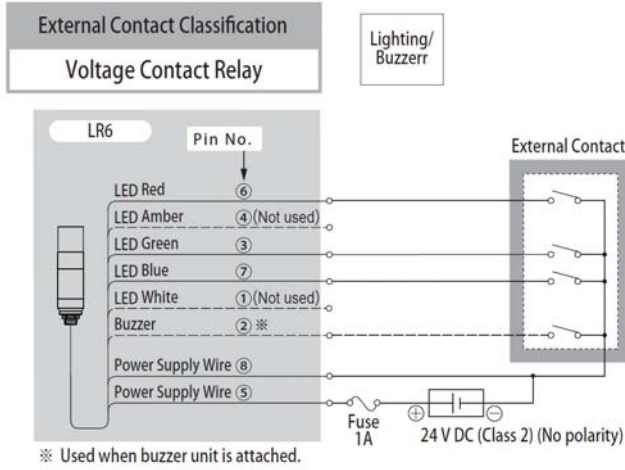 External Contact Classification
Voltage Contact Relay
Lighting/
Buzzerr
LR6
Pin No.
External Contact
LED Red ⑥
LED Amber ④ (Not used)
LED Green ③
LED Blue ⑦
LED White ① (Not used)
Buzzer ② ※
Power Supply Wire ⑧
Power Supply Wire ⑤
Fuse
1A
⊕ ⊖
24 V DC (Class 2) (No polarity)
※ Used when buzzer unit is attached.